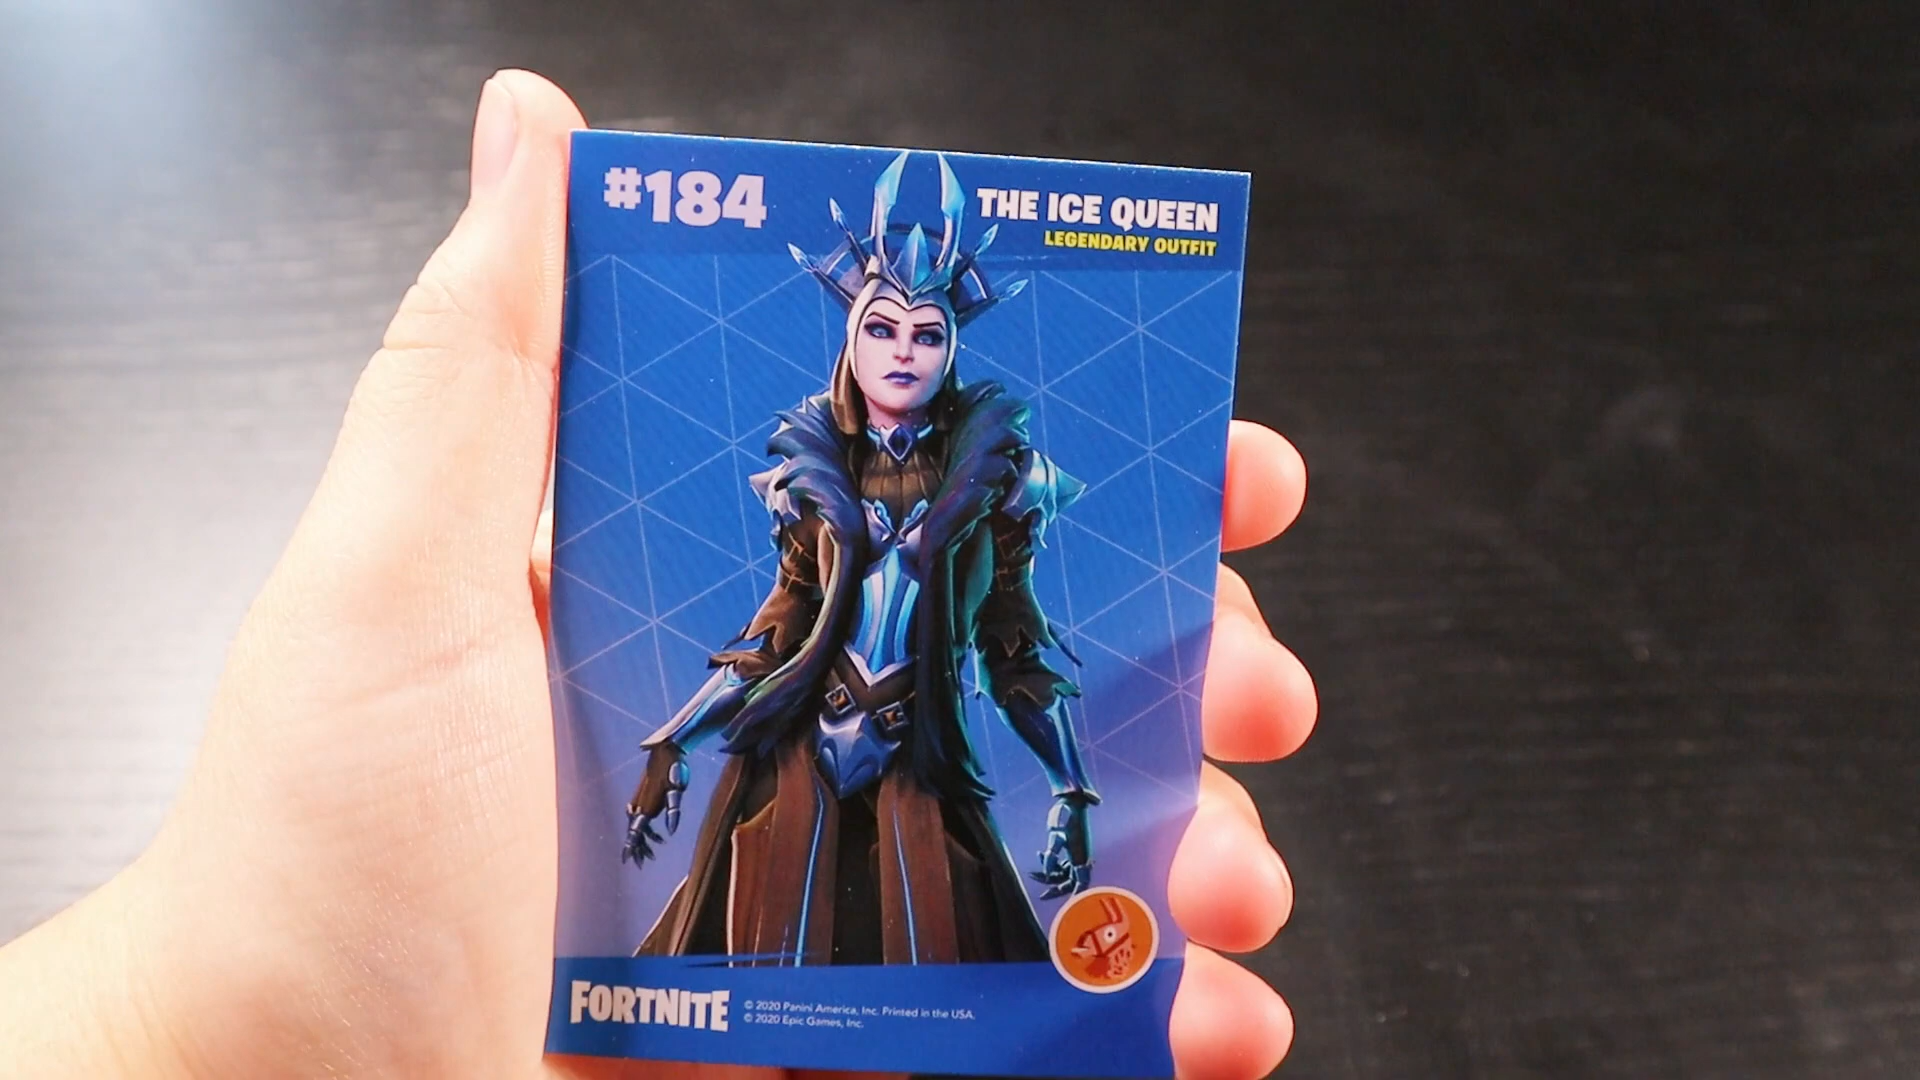 #184
THE ICE QUEEN
LEGENDARY OUTFIT
FORTNITE
© 2020 Panini America, Inc. Printed in the USA.
© 2020 Epic Games, Inc.